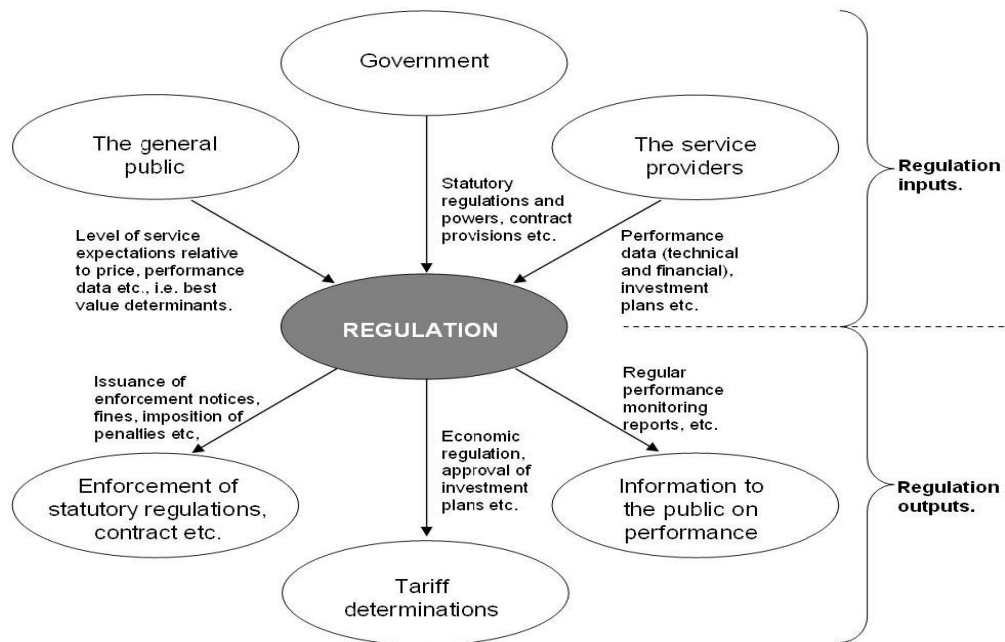 Government
The general
public
The service
providers
Regulation
inputs.
Statutory
regulations and
powers, contract
provisions etc.
Level of service
expectations relative
to price, performance
data etc., i.e. best
value determinants.
Performance
data (technical
and financial),
investment
plans etc.
REGULATION
Issuance of
enforcement notices,
fines, imposition of
penalties etc,
Economic
regulation,
approval of
investment
plans etc.
Regular
performance
monitoring
reports, etc.
Enforcement of
statutory regulations,
contract etc.
Tariff
determinations
Information to
the public on
performance
Regulation
outputs.